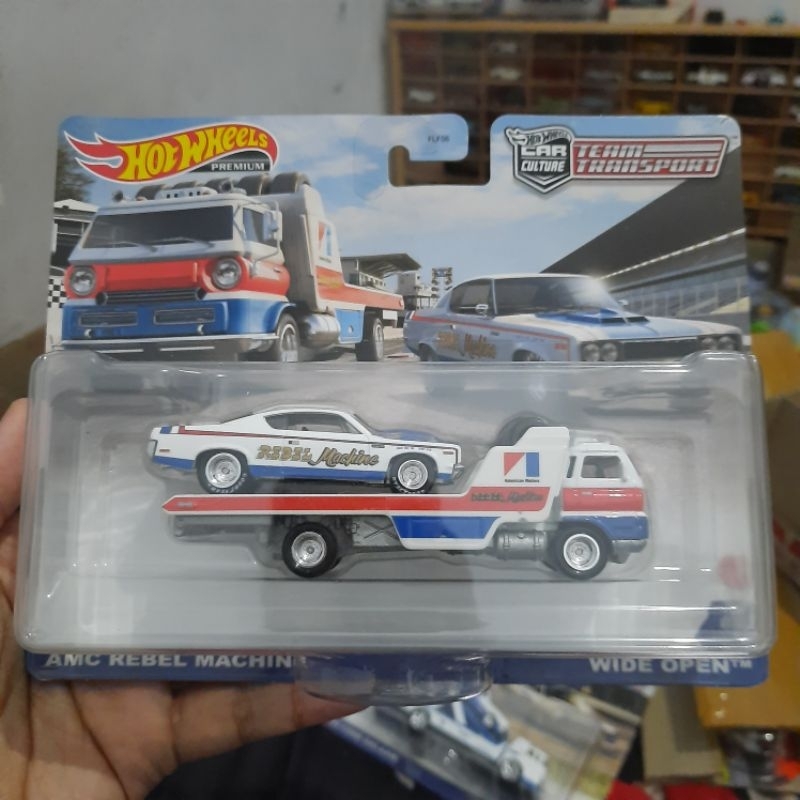 HOT WHEELS
PREMIUM
FLF56
HOT WHEELS
CAR
CULTURE
TEAM
TRANSPORT
REBEL Machine
REBEL Machine
American Motors
AMC REBEL MACHIN
WIDE OPEN™